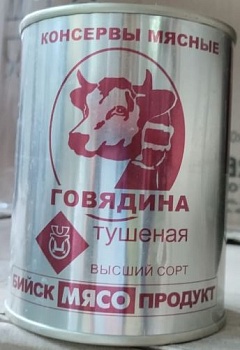 КОНСЕРВЫ МЯСНЫЕ
ГОВЯДИНА
тушеная
ВЫСШИЙ СОРТ
БИЙСК МЯСО ПРОДУКТ